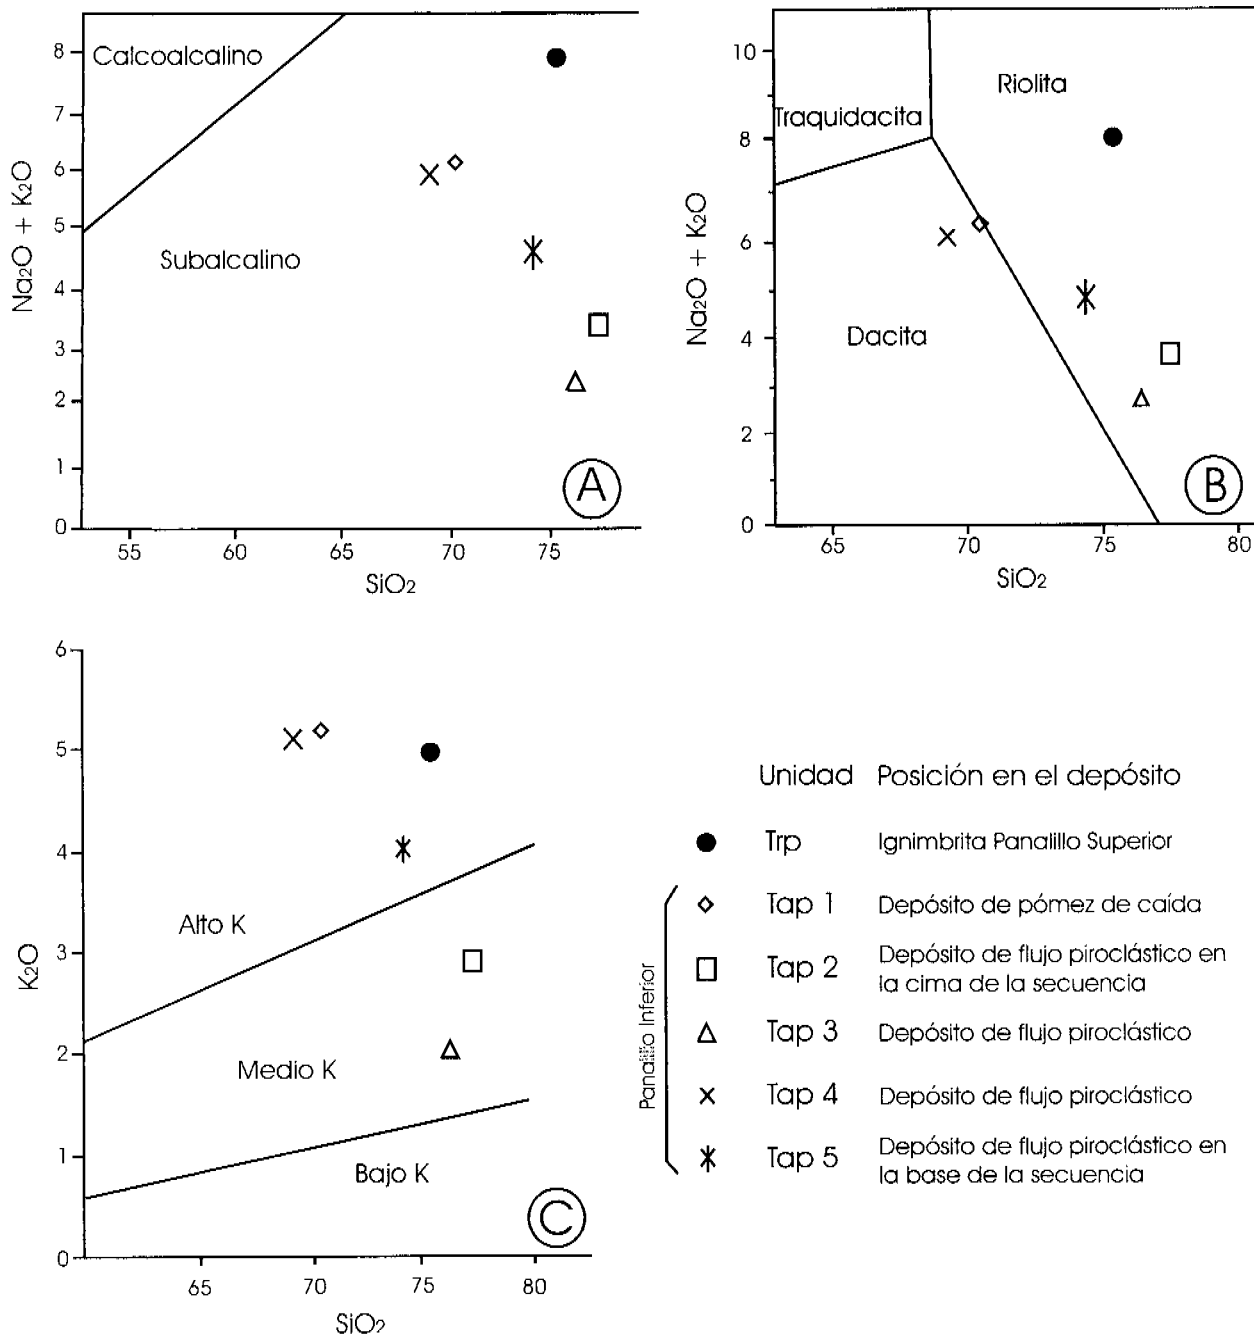 Calcoalcalino
Subalcalino
Na₂O + K₂O
8
7
6
5
4
3
2
1
0
55 60 65 70 75
SiO₂
A
Traquidacita
Riolita
Dacita
Na₂O + K₂O
10
8
6
4
2
0
65 70 75 80
SiO₂
B
Alto K
Medio K
Bajo K
K₂O
6
5
4
3
2
1
0
65 70 75 80
SiO₂
C
Unidad Posición en el depósito
Trp Ignimbrita Panalillo Superior
Panalillo Inferior
Tap 1 Depósito de pómez de caída
Tap 2 Depósito de flujo piroclástico en
la cima de la secuencia
Tap 3 Depósito de flujo piroclástico
Tap 4 Depósito de flujo piroclástico
Tap 5 Depósito de flujo piroclástico en
la base de la secuencia